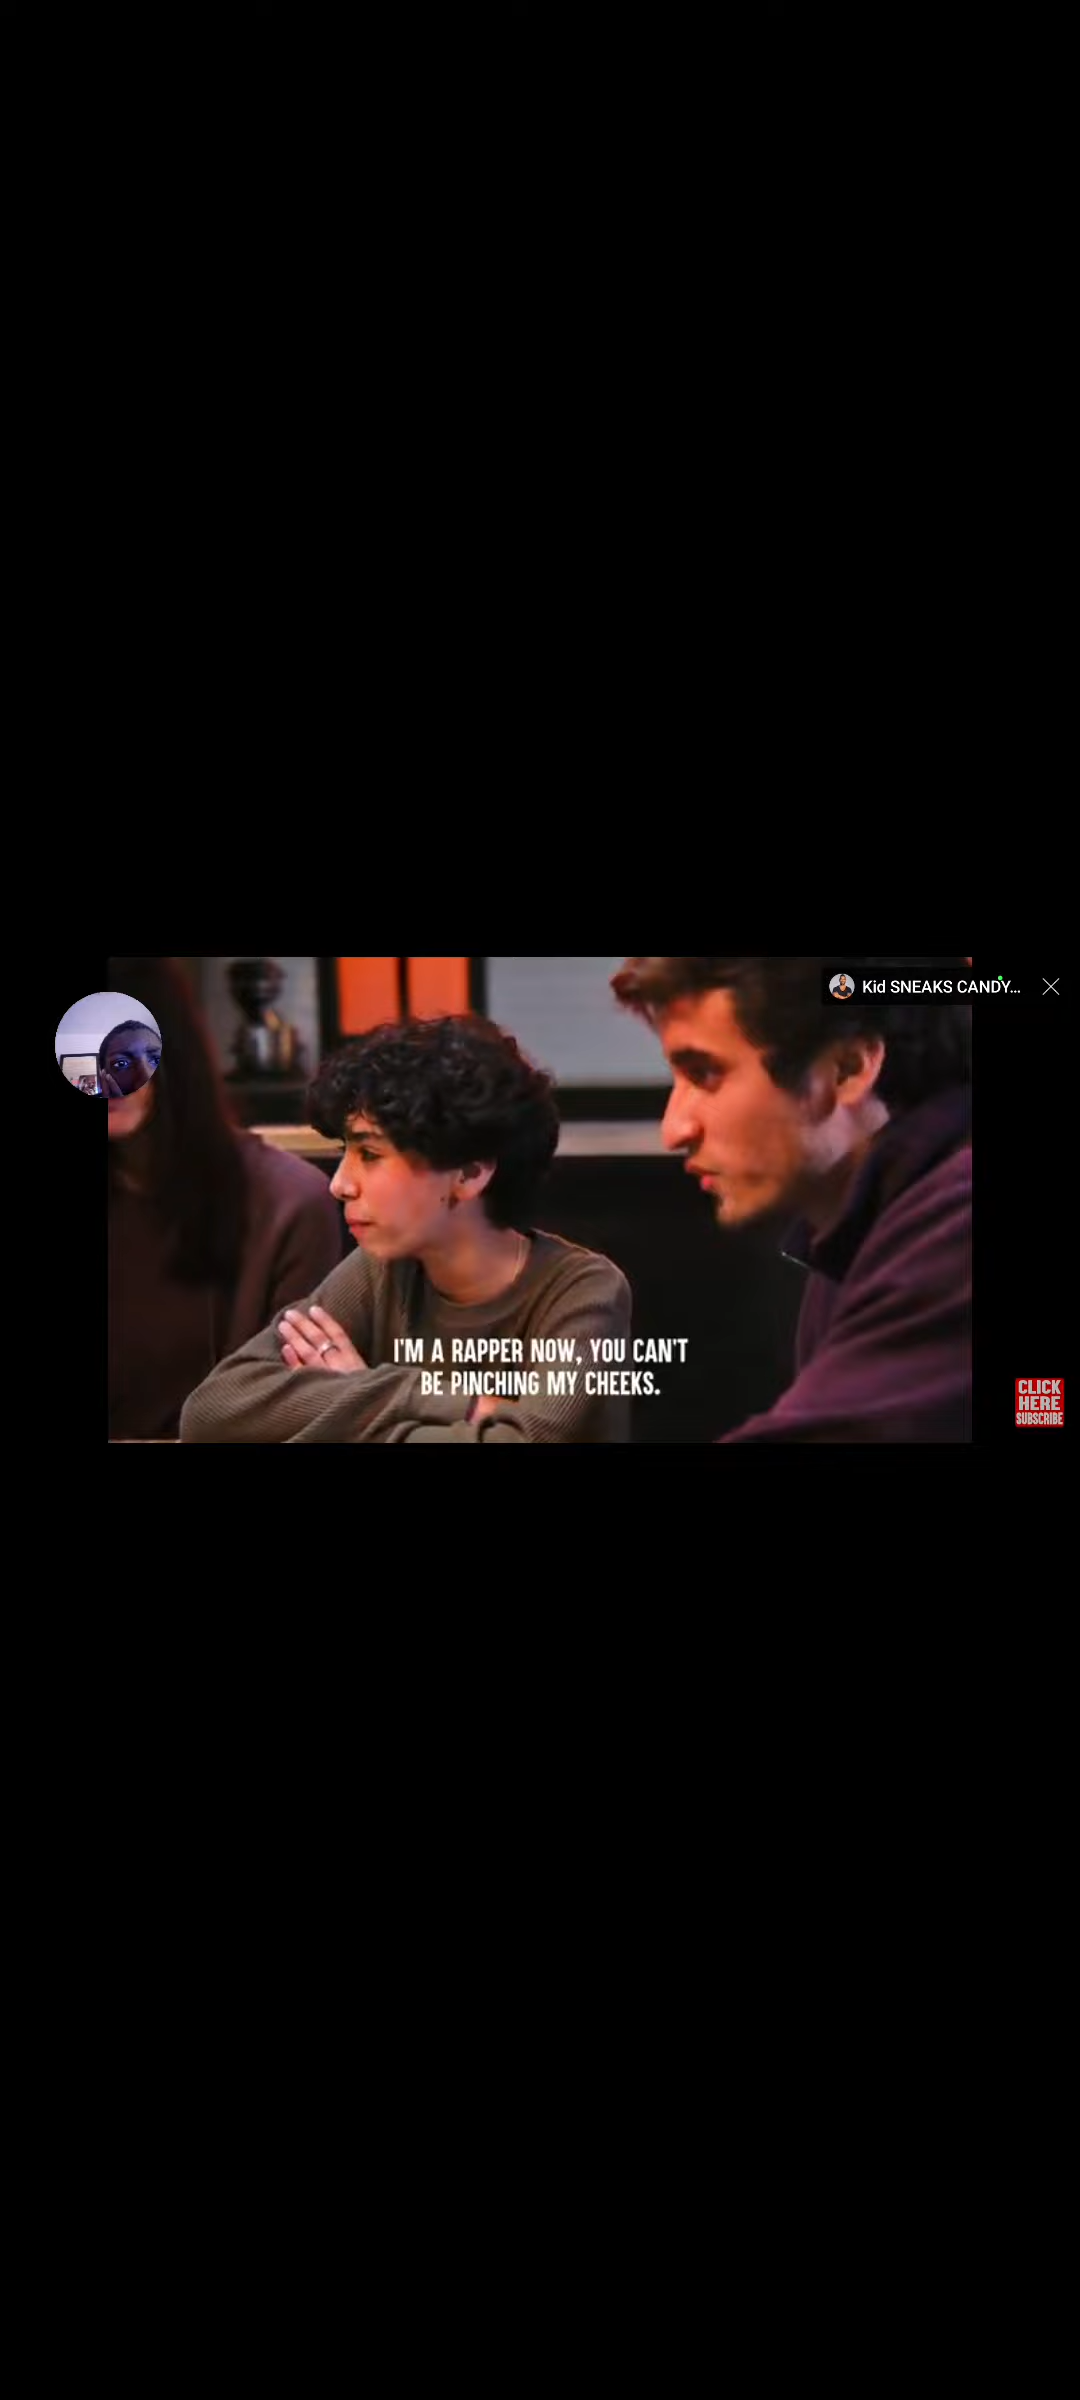 Kid SNEAKS CANDY...
I'M A RAPPER NOW, YOU CAN'T
BE PINCHING MY CHEEKS.
CLICK
HERE
SUBSCRIBE